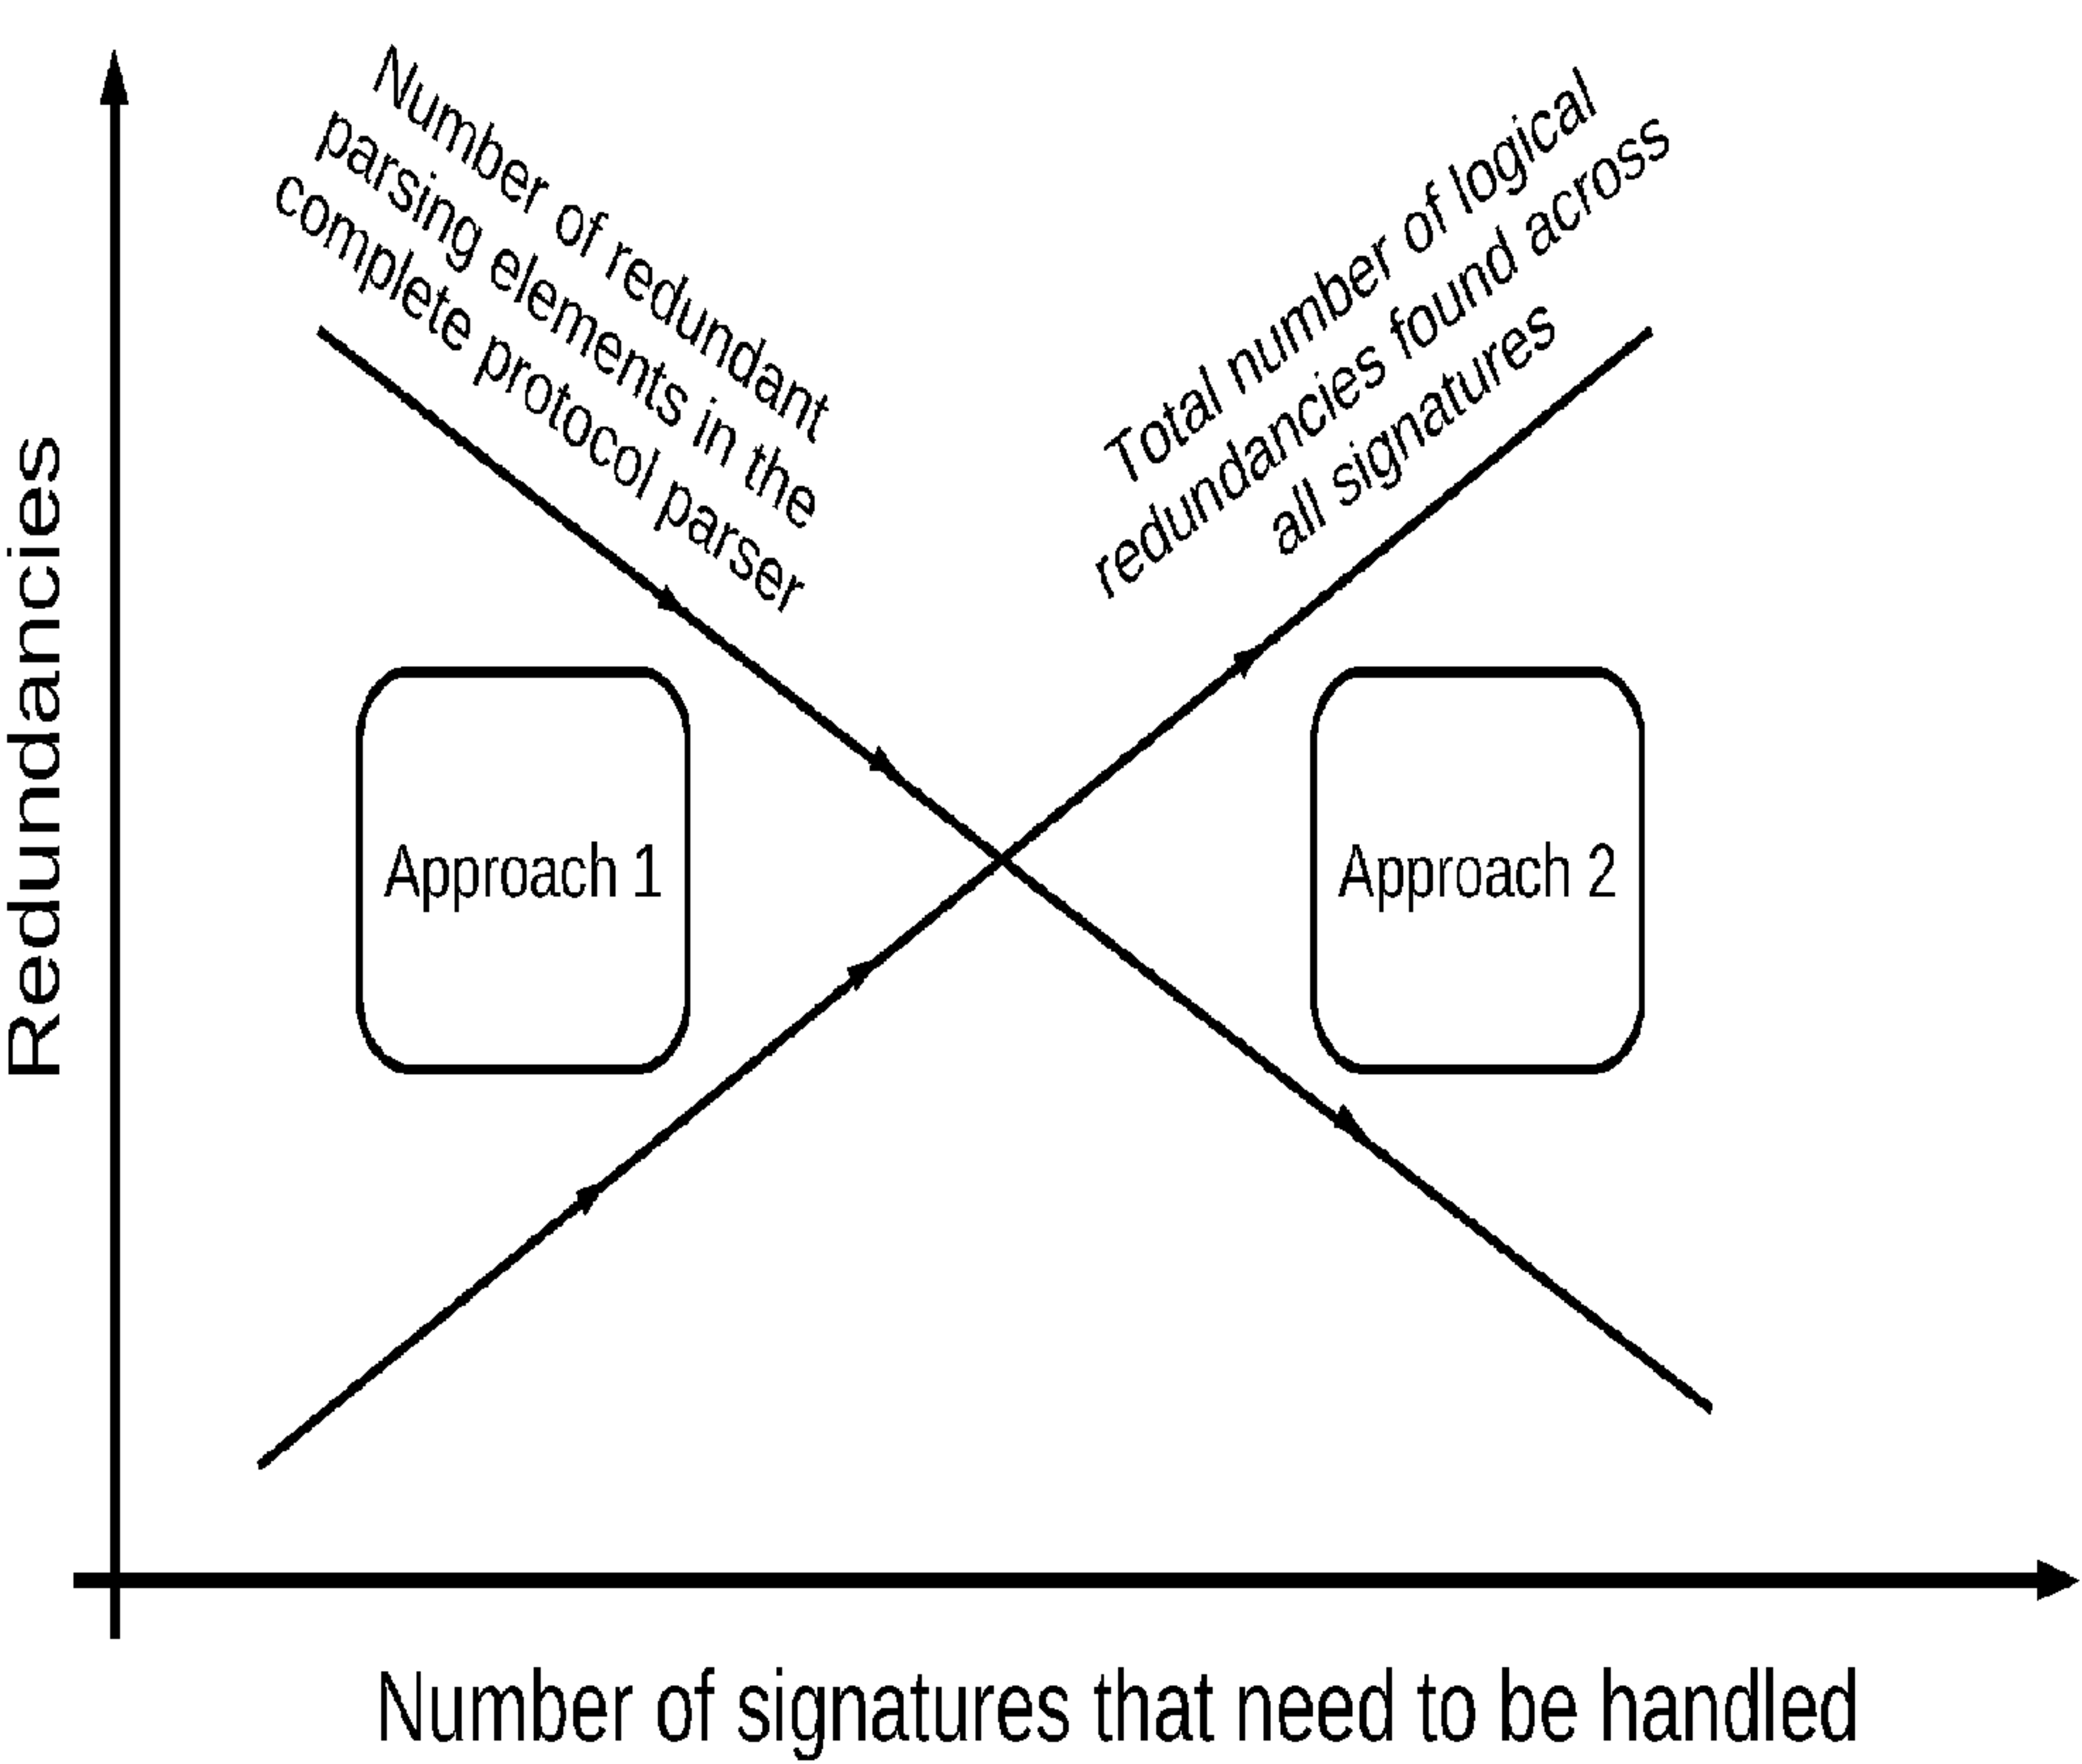 Number of redundant
parsing elements in the
complete protocol parser
Total number of logical
redundancies found across
all signatures
Redundancies
Approach 1
Approach 2
Number of signatures that need to be handled